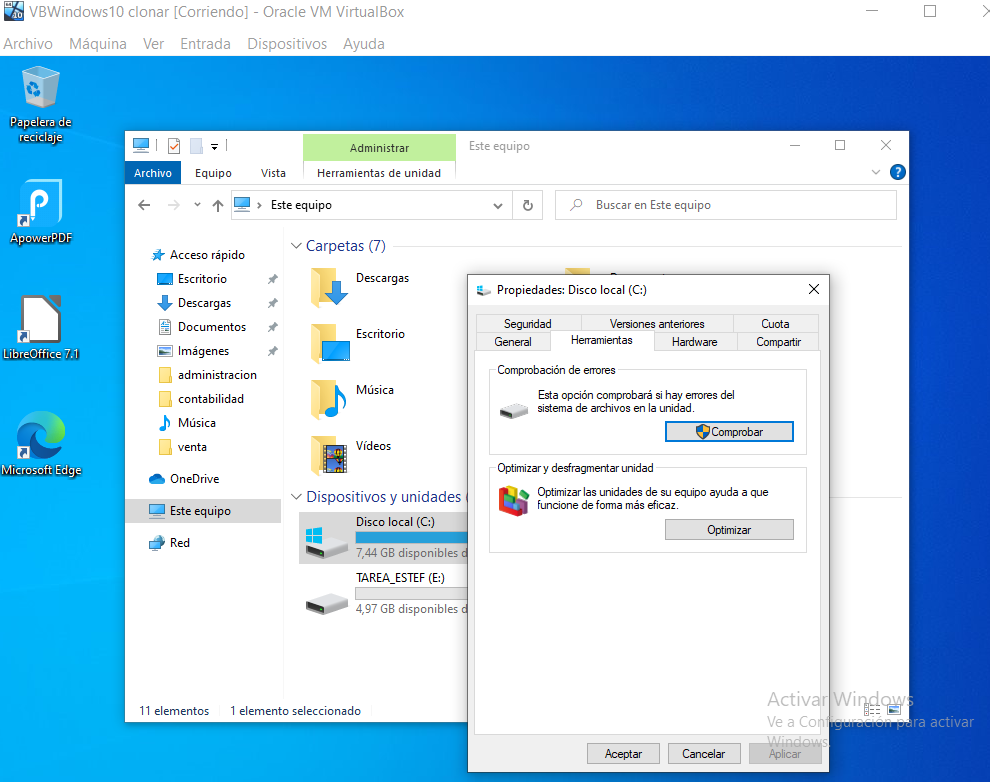 VBWindows10 clonar [Corriendo] - Oracle VM VirtualBox
Archivo Máquina Ver Entrada Dispositivos Ayuda
Papelera de
reciclaje
ApowerPDF
LibreOffice 7.1
Microsoft Edge
Administrar
Este equipo
Archivo Equipo Vista Herramientas de unidad
Este equipo
Buscar en Este equipo
Acceso rápido
Escritorio
Descargas
Documentos
Imágenes
administracion
contabilidad
Música
venta
OneDrive
Este equipo
Red
Carpetas (7)
Descargas
Escritorio
Música
Vídeos
Dispositivos y unidades (
Disco local (C:)
7,44 GB disponibles d
TAREA_ESTEF (E:)
4,97 GB disponibles d
11 elementos 1 elemento seleccionado
Propiedades: Disco local (C:)
Seguridad Versiones anteriores Cuota
General Herramientas Hardware Compartir
Comprobación de errores
Esta opción comprobará si hay errores del
sistema de archivos en la unidad.
Comprobar
Optimizar y desfragmentar unidad
Optimizar las unidades de su equipo ayuda a que
funcione de forma más eficaz.
Optimizar
Aceptar Cancelar Aplicar
Activar Windows
Ve a Configuración para activar
Windows.